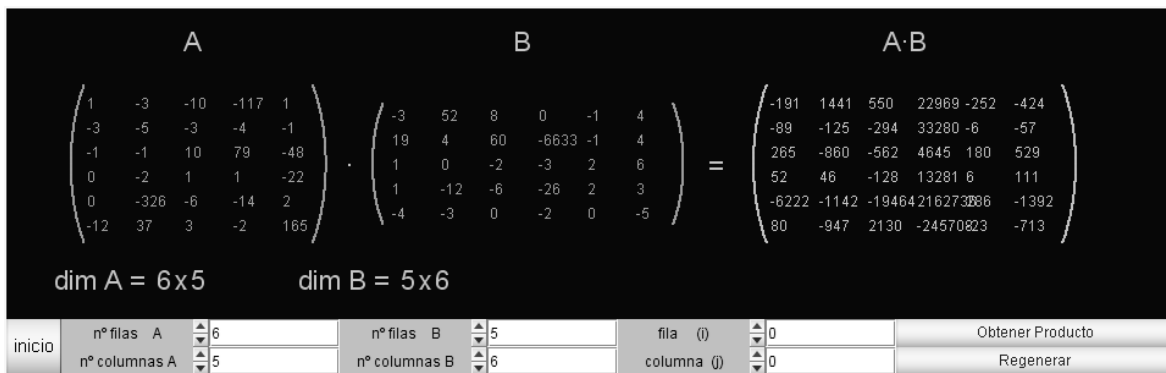 A B A·B
1 -3 -10 -117 1
-3 -5 -3 -4 -1
-1 -1 10 79 -48
0 -2 1 1 -22
0 -326 -6 -14 2
-12 37 3 -2 165
·
-3 52 8 0 -1 4
19 4 60 -6633 -1 4
1 0 -2 -3 2 6
1 -12 -6 -26 2 3
-4 -3 0 -2 0 -5
=
-191 1441 550 22969 -252 -424
-89 -125 -294 33280 -6 -57
265 -860 -562 4645 180 529
52 46 -128 13281 6 111
-6222 -1142 -19464 2162736 286 -1392
80 -947 2130 -245708 -23 -713
dim A = 6x5 dim B = 5x6
inicio
nº filas A 6 nº filas B 5 fila (i) 0 Obtener Producto
nº columnas A 5 nº columnas B 6 columna (j) 0 Regenerar